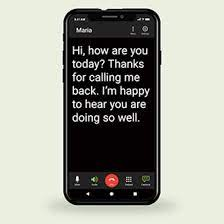 Maria
Hi, how are you
today? Thanks
for calling me
back. I'm happy
to hear you are
doing so well.